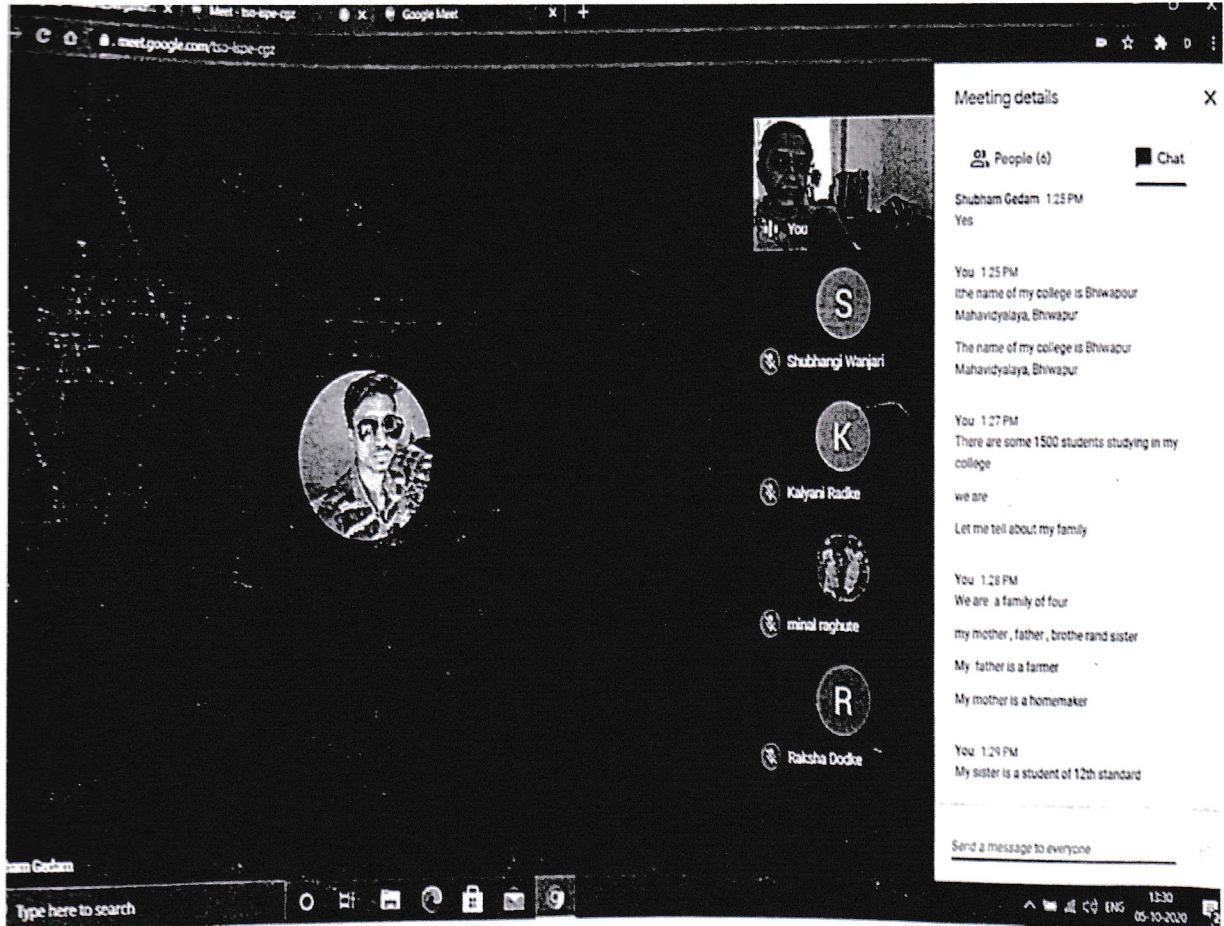 Meet - tso-ispe-cgz
Google Meet
meet.google.com/tso-ispe-cgz
Meeting details
People (6)
Chat
Shubham Gedam 1:25 PM
Yes
You 1:25 PM
Ithe name of my college is Bhiwapour
Mahavidyalaya, Bhiwapur
The name of my college is Bhiwapur
Mahavidyalaya, Bhiwapur
You 1:27 PM
There are some 1500 students studying in my
college
we are
Let me tell about my family
You 1:28 PM
We are a family of four
my mother , father , brothe rand sister
My father is a farmer
My mother is a homemaker
You 1:29 PM
My sister is a student of 12th standard
Send a message to everyone
You
S
Shubhangi Wanjari
K
Kalyani Radke
minal raghute
R
Raksha Dodke
Gedam
Type here to search
ENG
13:30
05-10-2020